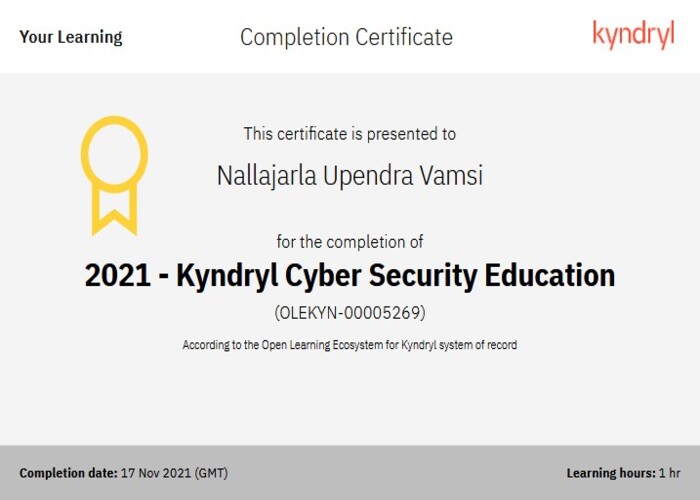 Your Learning
Completion Certificate
kyndryl
This certificate is presented to
Nallajarla Upendra Vamsi
for the completion of
2021 - Kyndryl Cyber Security Education
(OLEKYN-00005269)
According to the Open Learning Ecosystem for Kyndryl system of record
Completion date: 17 Nov 2021 (GMT)
Learning hours: 1 hr